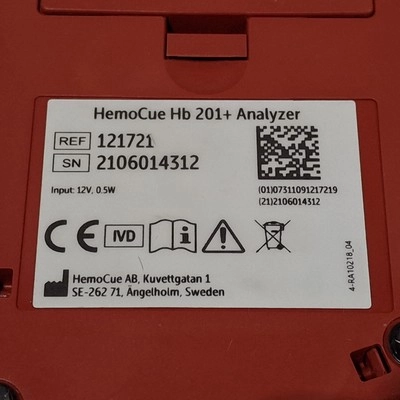 HemoCue Hb 201+ Analyzer
REF 121721
SN 2106014312
Input: 12V, 0.5W
(01)07311091217219
(21)2106014312
CE IVD
HemoCue AB, Kuvettgatan 1
SE-262 71, Ängelholm, Sweden
4-RA10218_04